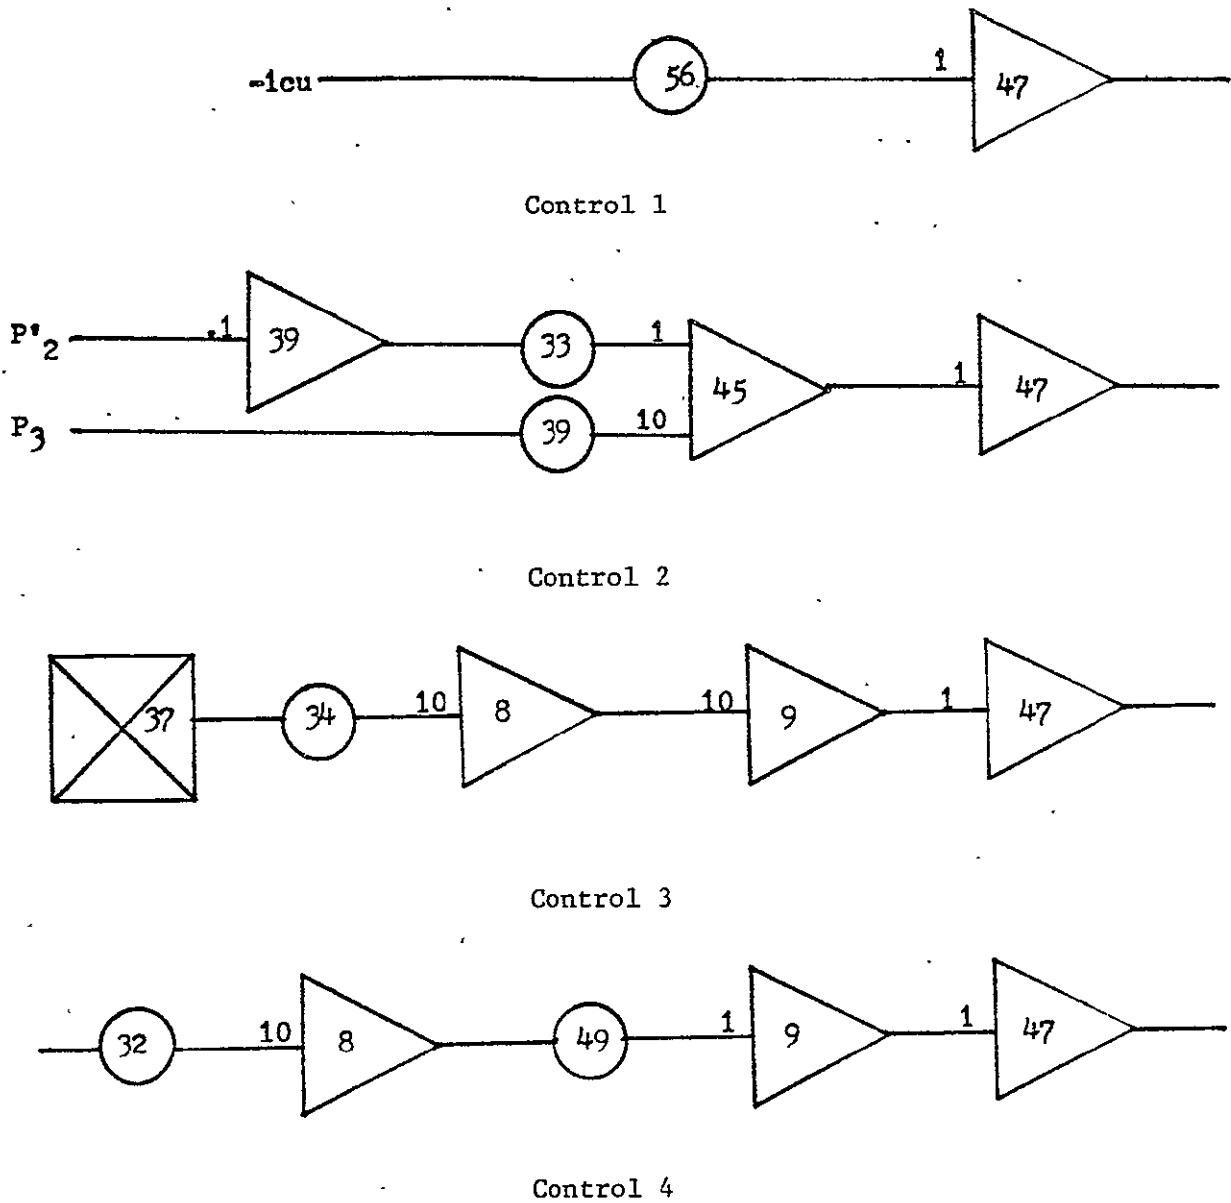 -1cu 56 1 47
Control 1
P'2 .1 39 33 1 45 1 47
P3 39 10
Control 2
37 34 10 8 10 9 1 47
Control 3
32 10 8 49 1 9 1 47
Control 4